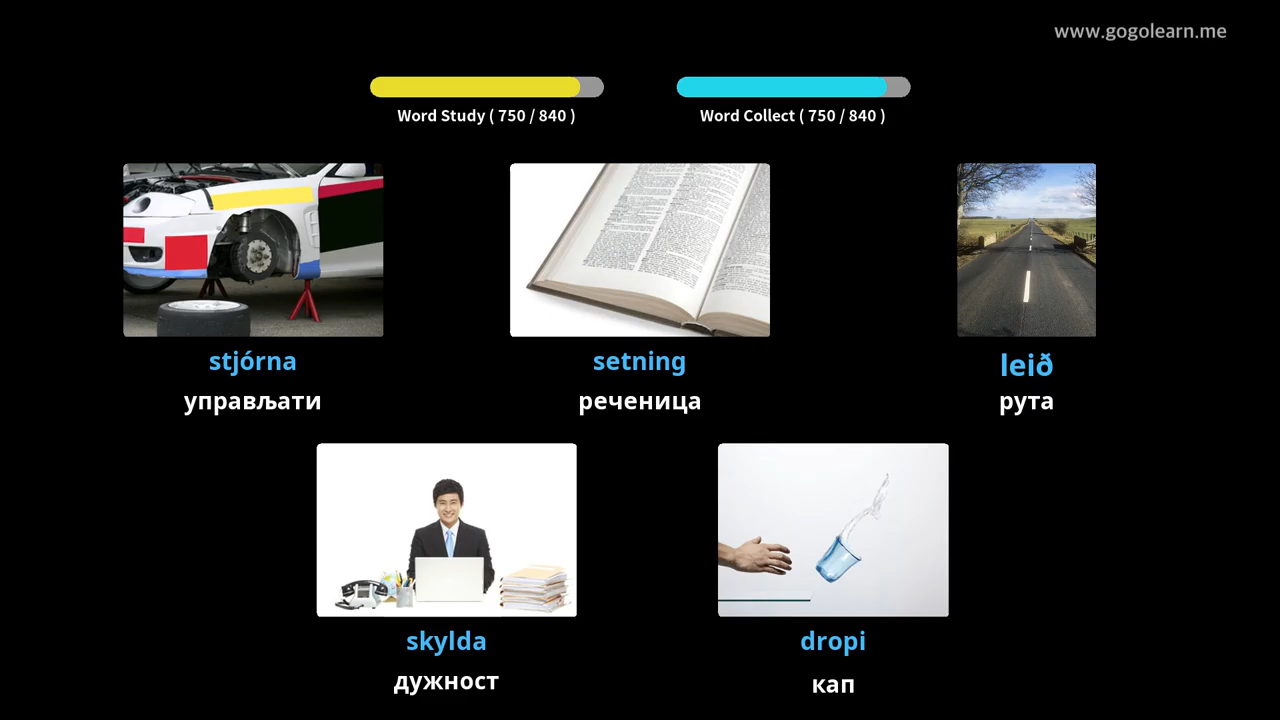 www.gogolearn.me
Word Study ( 750 / 840 )
Word Collect ( 750 / 840 )
stjórna
управљати
setning
реченица
leið
рута
skylda
дужност
dropi
кап